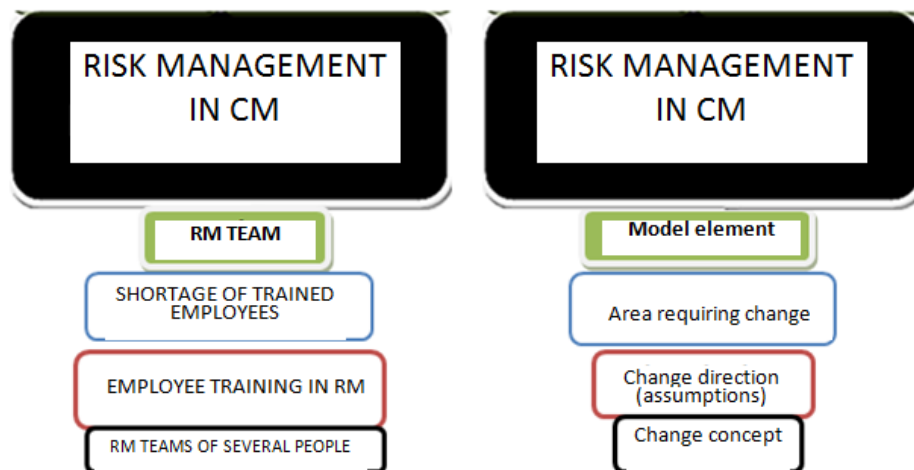 RISK MANAGEMENT
IN CM
RM TEAM
SHORTAGE OF TRAINED
EMPLOYEES
EMPLOYEE TRAINING IN RM
RM TEAMS OF SEVERAL PEOPLE
RISK MANAGEMENT
IN CM
Model element
Area requiring change
Change direction
(assumptions)
Change concept